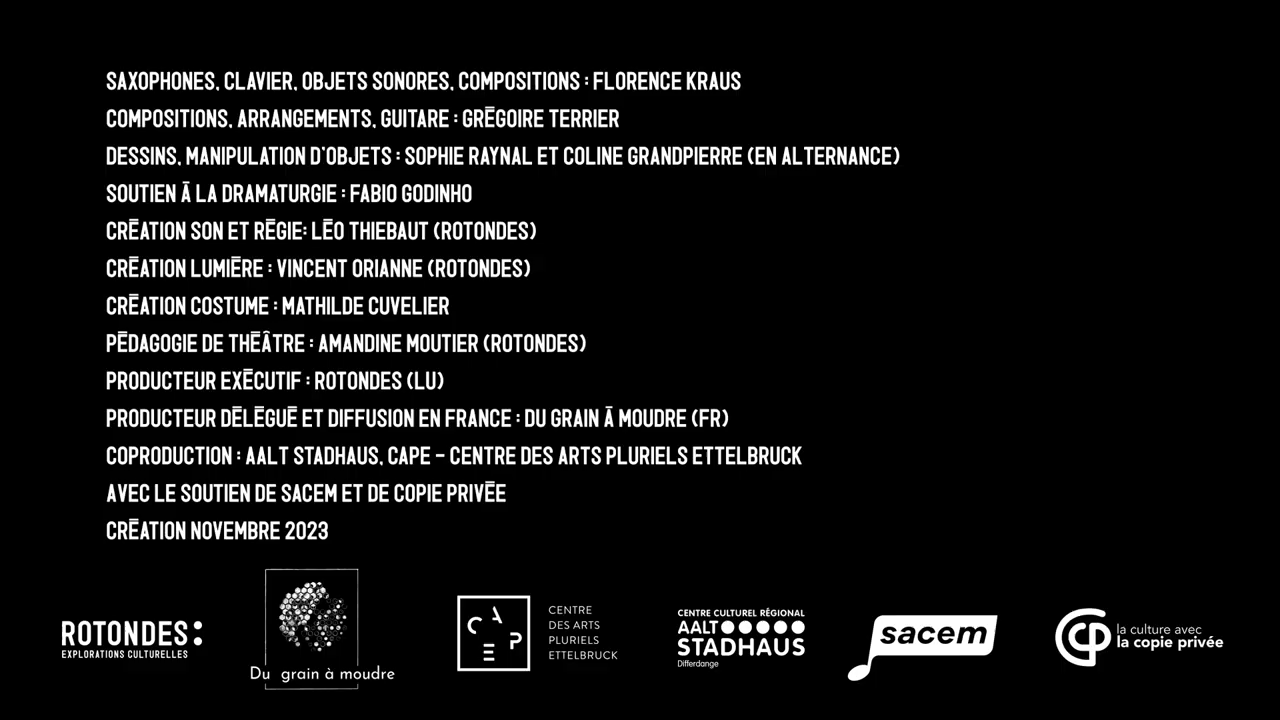 SAXOPHONES, CLAVIER, OBJETS SONORES, COMPOSITIONS : FLORENCE KRAUS
COMPOSITIONS, ARRANGEMENTS, GUITARE : GRÉGOIRE TERRIER
DESSINS, MANIPULATION D'OBJETS : SOPHIE RAYNAL ET COLINE GRANDPIERRE (EN ALTERNANCE)
SOUTIEN À LA DRAMATURGIE : FABIO GODINHO
CRÉATION SON ET RÉGIE: LÉO THIEBAUT (ROTONDES)
CRÉATION LUMIÈRE : VINCENT ORIANNE (ROTONDES)
CRÉATION COSTUME : MATHILDE CUVELIER
PÉDAGOGIE DE THÉÂTRE : AMANDINE MOUTIER (ROTONDES)
PRODUCTEUR EXÉCUTIF : ROTONDES (LU)
PRODUCTEUR DÉLÉGUÉ ET DIFFUSION EN FRANCE : DU GRAIN À MOUDRE (FR)
COPRODUCTION : AALT STADHAUS, CAPE – CENTRE DES ARTS PLURIELS ETTELBRUCK
AVEC LE SOUTIEN DE SACEM ET DE COPIE PRIVÉE
CRÉATION NOVEMBRE 2023
ROTONDES:
EXPLORATIONS CULTURELLES
Du grain à moudre
CAPE
CENTRE
DES ARTS
PLURIELS
ETTELBRUCK
CENTRE CULTUREL RÉGIONAL
AALT
STADHAUS
Differdange
sacem
CP
la culture avec
la copie privée